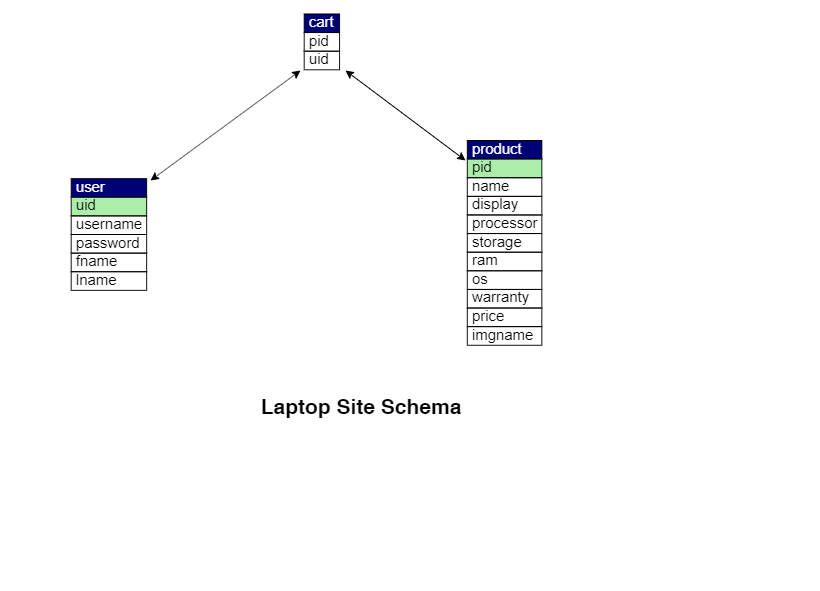 cart
pid
uid
user
uid
username
password
fname
lname
product
pid
name
display
processor
storage
ram
os
warranty
price
imgname
Laptop Site Schema